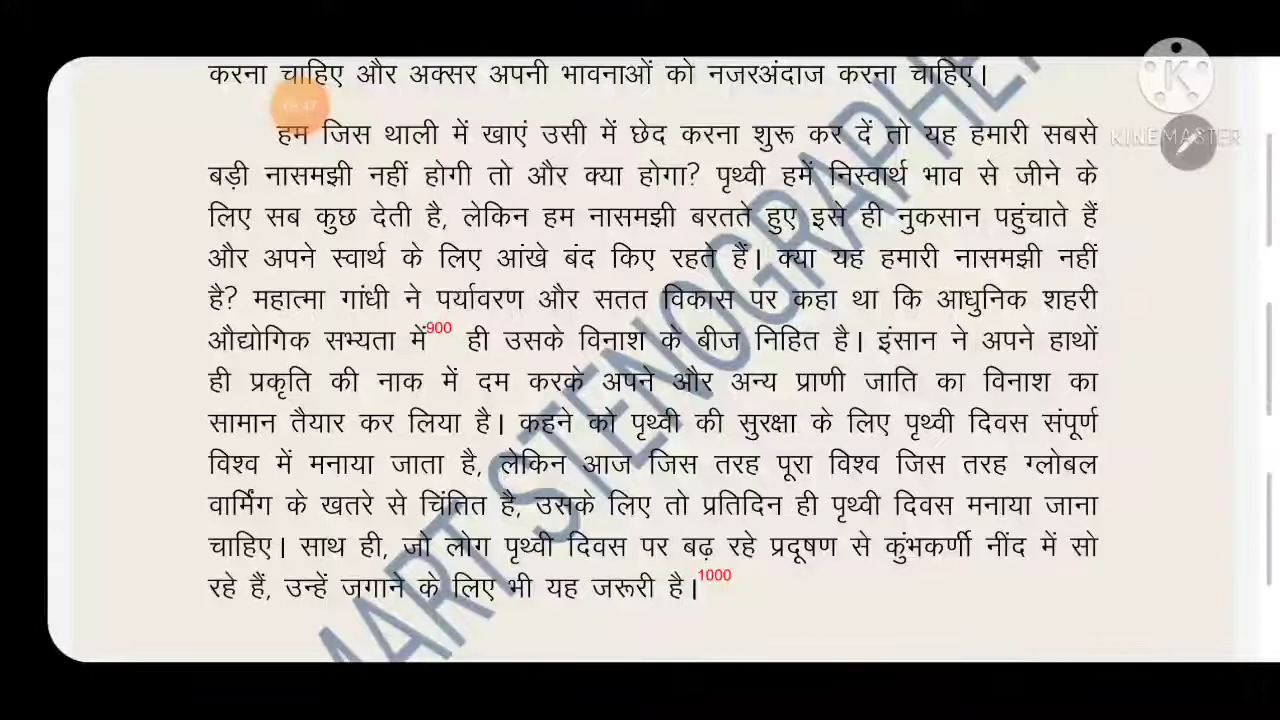 करना चाहिए और अक्सर अपनी भावनाओं को नजरअंदाज करना चाहिए।
KINEMASTER
हम जिस थाली में खाएं उसी में छेद करना शुरू कर दें तो यह हमारी सबसे
बड़ी नासमझी नहीं होगी तो और क्या होगा? पृथ्वी हमें निस्वार्थ भाव से जीने के
लिए सब कुछ देती है, लेकिन हम नासमझी बरतते हुए इसे ही नुकसान पहुंचाते हैं
और अपने स्वार्थ के लिए आंखे बंद किए रहते हैं। क्या यह हमारी नासमझी नहीं
है? महात्मा गांधी ने पर्यावरण और सतत विकास पर कहा था कि आधुनिक शहरी
औद्योगिक सभ्यता में900 ही उसके विनाश के बीज निहित है। इंसान ने अपने हाथों
ही प्रकृति की नाक में दम करके अपने और अन्य प्राणी जाति का विनाश का
सामान तैयार कर लिया है। कहने को पृथ्वी की सुरक्षा के लिए पृथ्वी दिवस संपूर्ण
विश्व में मनाया जाता है, लेकिन आज जिस तरह पूरा विश्व जिस तरह ग्लोबल
वार्मिंग के खतरे से चिंतित है, उसके लिए तो प्रतिदिन ही पृथ्वी दिवस मनाया जाना
चाहिए। साथ ही, जो लोग पृथ्वी दिवस पर बढ़ रहे प्रदूषण से कुंभकर्णी नींद में सो
रहे हैं, उन्हें जगाने के लिए भी यह जरूरी है।1000
MART STENOGRAPHER